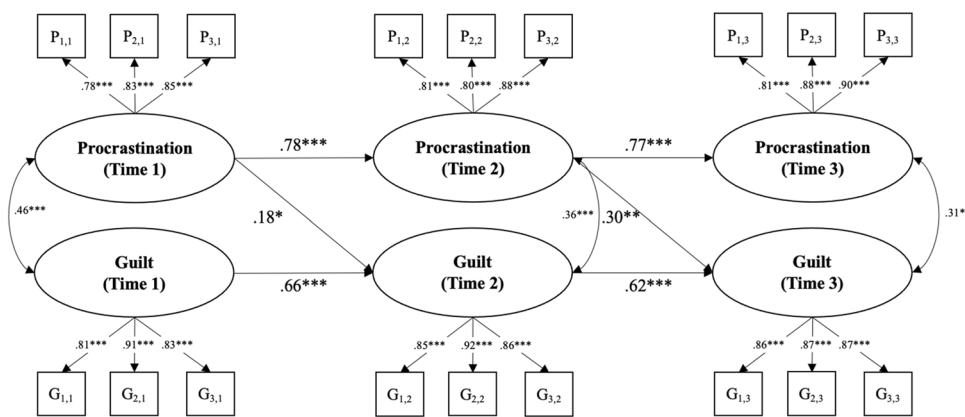 P1,1 P2,1 P3,1 P1,2 P2,2 P3,2 P1,3 P2,3 P3,3
.78*** .83*** .85*** .81*** .80*** .88*** .81*** .88*** .90***
Procrastination
(Time 1)
.78***
Procrastination
(Time 2)
.77***
Procrastination
(Time 3)
.46*** .18* .36*** .30** .31*
Guilt
(Time 1)
.66***
Guilt
(Time 2)
.62***
Guilt
(Time 3)
.81*** .91*** .83*** .85*** .92*** .86*** .86*** .87*** .87***
G1,1 G2,1 G3,1 G1,2 G2,2 G3,2 G1,3 G2,3 G3,3